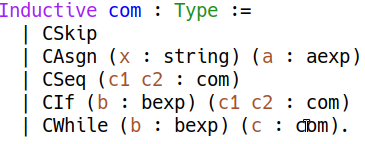 Inductive com : Type :=
  | CSkip
  | CAsgn (x : string) (a : aexp)
  | CSeq (c1 c2 : com)
  | CIf (b : bexp) (c1 c2 : com)
  | CWhile (b : bexp) (c : com).